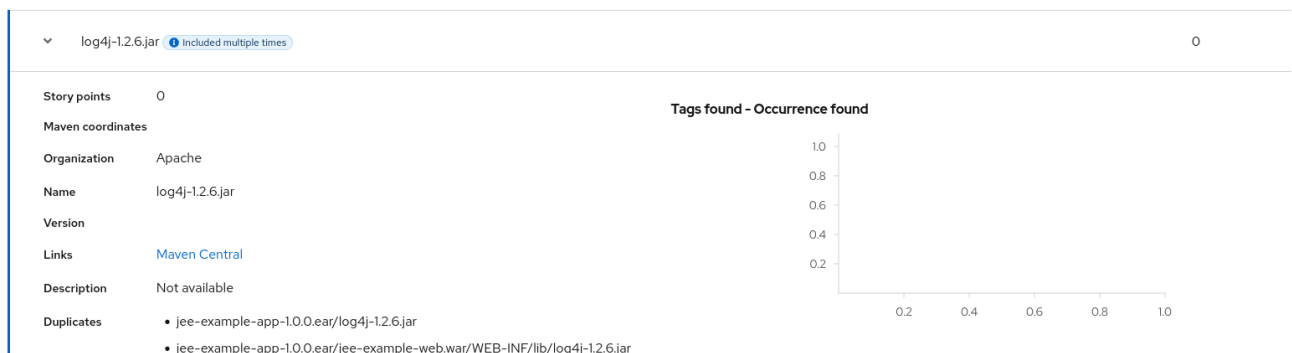 log4j-1.2.6.jar Included multiple times 0
Story points 0
Maven coordinates
Organization Apache
Name log4j-1.2.6.jar
Version
Links Maven Central
Description Not available
Duplicates • jee-example-app-1.0.0.ear/log4j-1.2.6.jar
• jee-example-app-1.0.0.ear/jee-example-web.war/WEB-INF/lib/log4j-1.2.6.jar
Tags found - Occurrence found
1.0
0.8
0.6
0.4
0.2
0.2 0.4 0.6 0.8 1.0